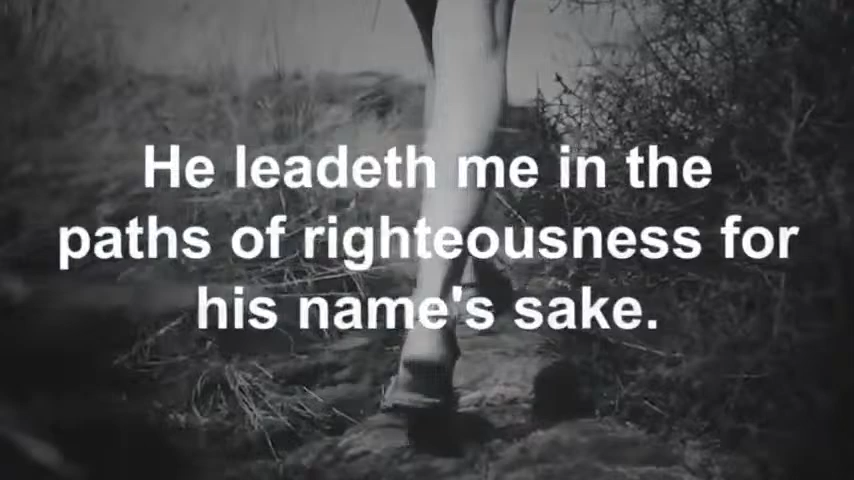 He leadeth me in the
paths of righteousness for
his name's sake.